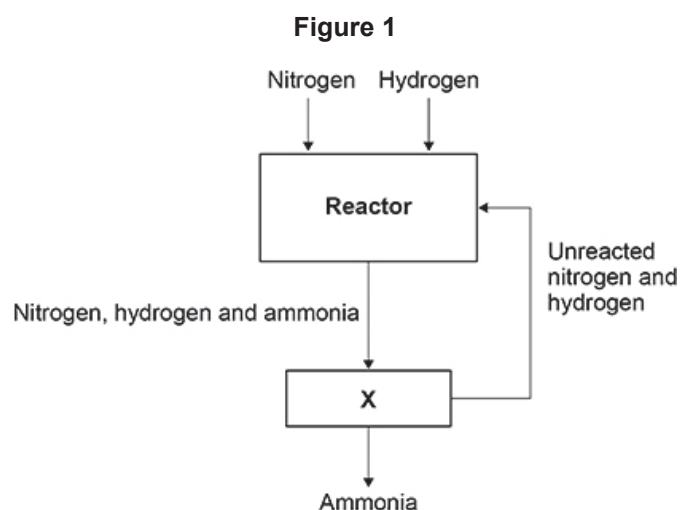 Figure 1
Nitrogen Hydrogen
Reactor
Unreacted
nitrogen and
hydrogen
Nitrogen, hydrogen and ammonia
X
Ammonia